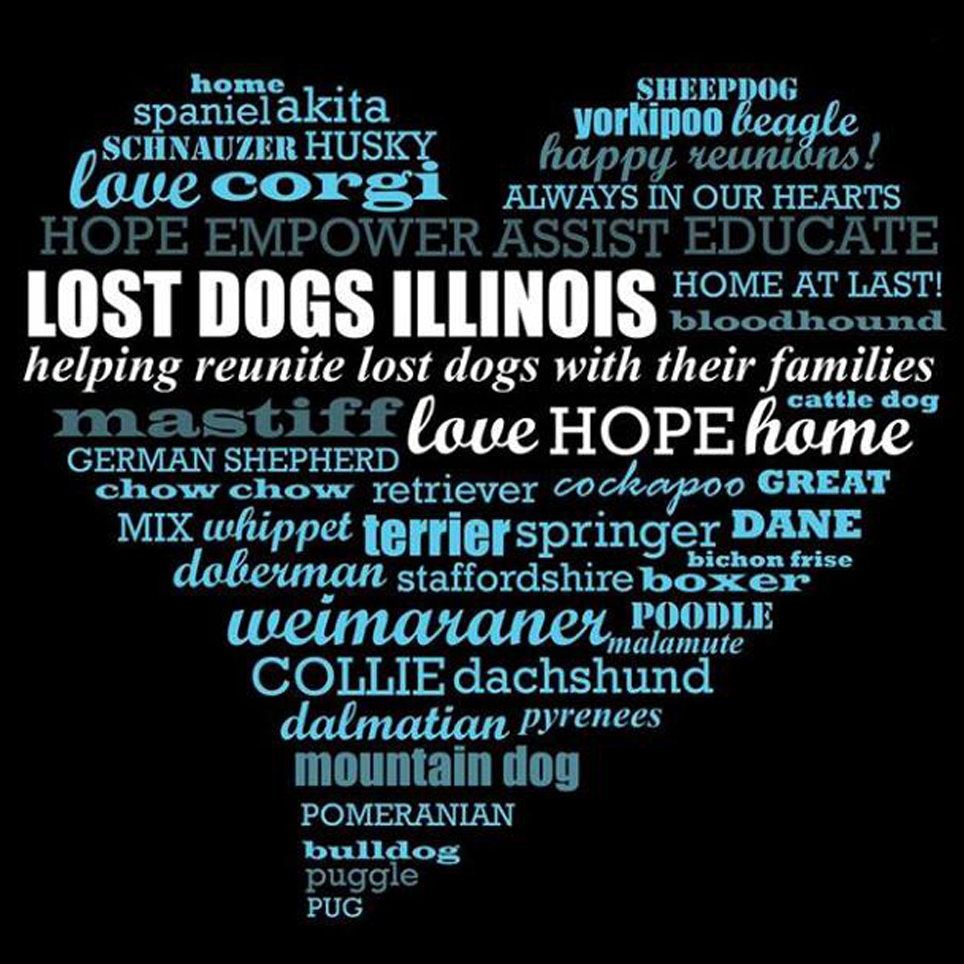 home
spaniel akita
SCHNAUZER HUSKY
love corgi
SHEEPDOG
yorkipoo beagle
happy reunions!
ALWAYS IN OUR HEARTS
HOPE EMPOWER ASSIST EDUCATE
LOST DOGS ILLINOIS
HOME AT LAST!
bloodhound
helping reunite lost dogs with their families
mastiff love HOPE home
cattle dog
GERMAN SHEPHERD
chow chow retriever cockapoo GREAT
MIX whippet terrier springer DANE
bichon frise
doberman staffordshire boxer
weimaraner POODLE
malamute
COLLIE dachshund
dalmatian pyrenees
mountain dog
POMERANIAN
bulldog
puggle
PUG